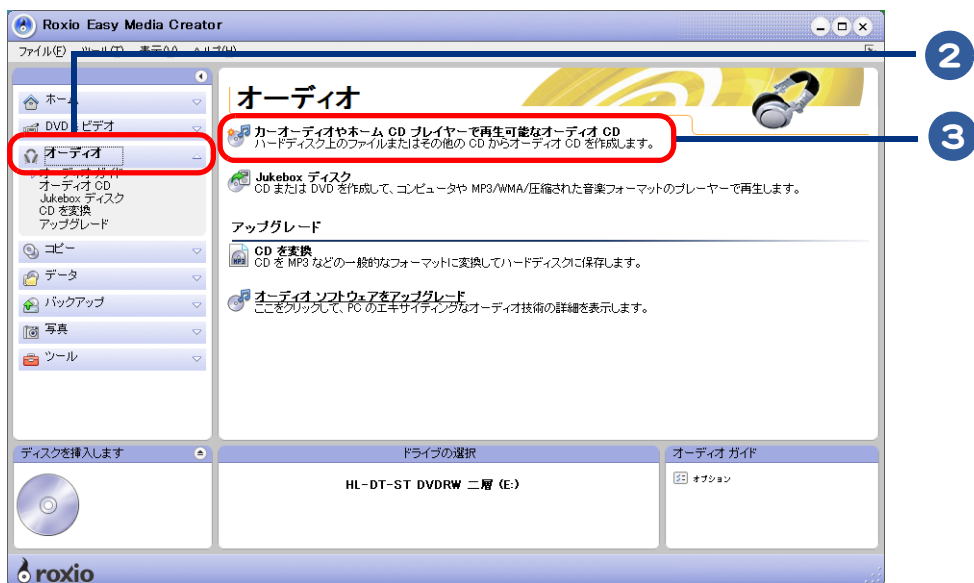 Roxio Easy Media Creator
ファイル(F)
2
ホーム
オーディオ
DVD
ビデオ
カーオーディオやホーム CD プレイヤーで再生可能なオーディオ CD
ハードディスク上のファイルまたはその他の CD からオーディオ CD を作成します。
3
オーディオ
オーディオ CD
Jukebox ディスク
CD を変換
アップグレード
Jukebox ディスク
CD または DVD を作成して、コンピュータや MP3/WMA/圧縮された音楽フォーマットのプレーヤーで再生します。
アップグレード
コピー
データ
バックアップ
写真
ツール
MP3
CD を変換
CD を MP3 などの一般的なフォーマットに変換してハードディスクに保存します。
オーディオ ソフトウェアをアップグレード
ここをクリックして、PC のエキサイティングなオーディオ技術の詳細を表示します。
ディスクを挿入します
ドライブの選択
オーディオ ガイド
HL-DT-ST DVDRW 二層 (E:)
オプション
roxio